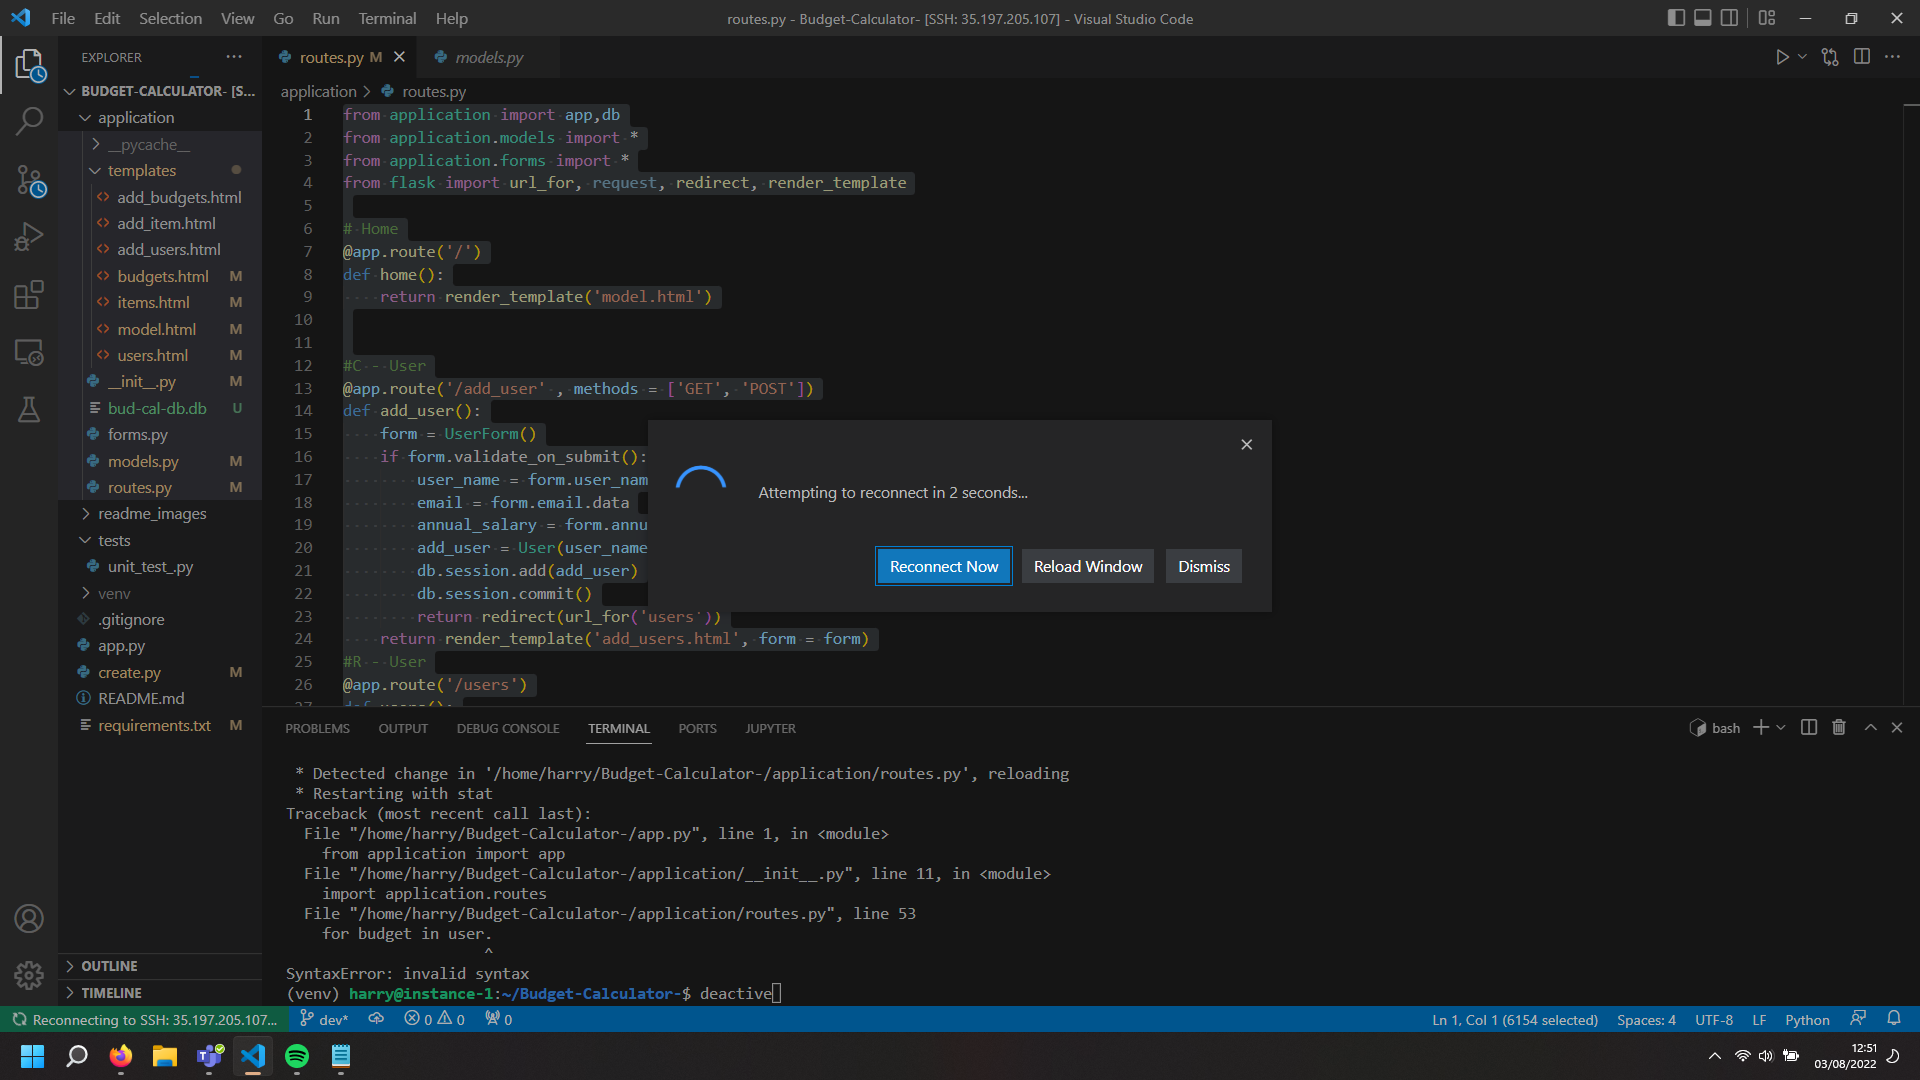 File Edit Selection View Go Run Terminal Help
routes.py - Budget-Calculator- [SSH: 35.197.205.107] - Visual Studio Code
EXPLORER
BUDGET-CALCULATOR- [S...
application
__pycache__
templates
add_budgets.html
add_item.html
add_users.html
budgets.html M
items.html M
model.html M
users.html M
__init__.py M
bud-cal-db.db U
forms.py
models.py M
routes.py M
readme_images
tests
unit_test_.py
venv
.gitignore
app.py
create.py M
README.md
requirements.txt M
OUTLINE
TIMELINE
routes.py M
models.py
application > routes.py
1 from application import app,db
2 from application.models import *
3 from application.forms import *
4 from flask import url_for, request, redirect, render_template
5
6 # Home
7 @app.route('/')
8 def home():
9 return render_template('model.html')
10
11
12 #C - User
13 @app.route('/add_user' , methods = ['GET', 'POST'])
14 def add_user():
15 form = UserForm()
16 if form.validate_on_submit():
17 user_name = form.user_nam
18 email = form.email.data
19 annual_salary = form.annu
20 add_user = User(user_name
21 db.session.add(add_user)
22 db.session.commit()
23 return redirect(url_for('users'))
24 return render_template('add_users.html', form = form)
25 #R - User
26 @app.route('/users')
27 def users():
Attempting to reconnect in 2 seconds...
Reconnect Now
Reload Window
Dismiss
PROBLEMS OUTPUT DEBUG CONSOLE TERMINAL PORTS JUPYTER
bash
* Detected change in '/home/harry/Budget-Calculator-/application/routes.py', reloading
* Restarting with stat
Traceback (most recent call last):
File "/home/harry/Budget-Calculator-/app.py", line 1, in <module>
from application import app
File "/home/harry/Budget-Calculator-/application/__init__.py", line 11, in <module>
import application.routes
File "/home/harry/Budget-Calculator-/application/routes.py", line 53
for budget in user.
^
SyntaxError: invalid syntax
(venv) harry@instance-1:~/Budget-Calculator-$ deactive
Reconnecting to SSH: 35.197.205.107...
dev*
0 0
0
Ln 1, Col 1 (6154 selected)
Spaces: 4
UTF-8
LF
Python
12:51
03/08/2022